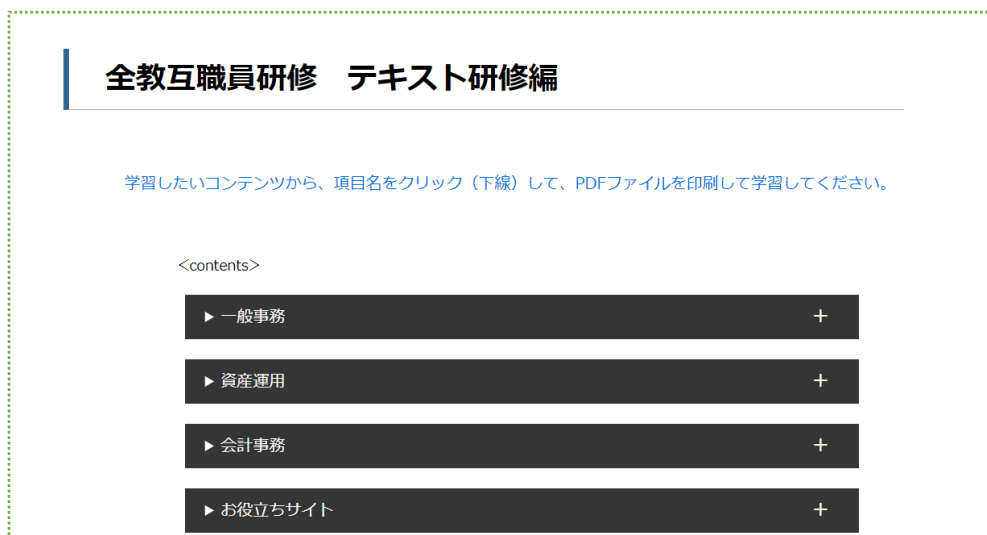 全教互職員研修　テキスト研修編
学習したいコンテンツから、項目名をクリック（下線）して、PDFファイルを印刷して学習してください。
<contents>
▶ 一般事務 +
▶ 資産運用 +
▶ 会計事務 +
▶ お役立ちサイト +